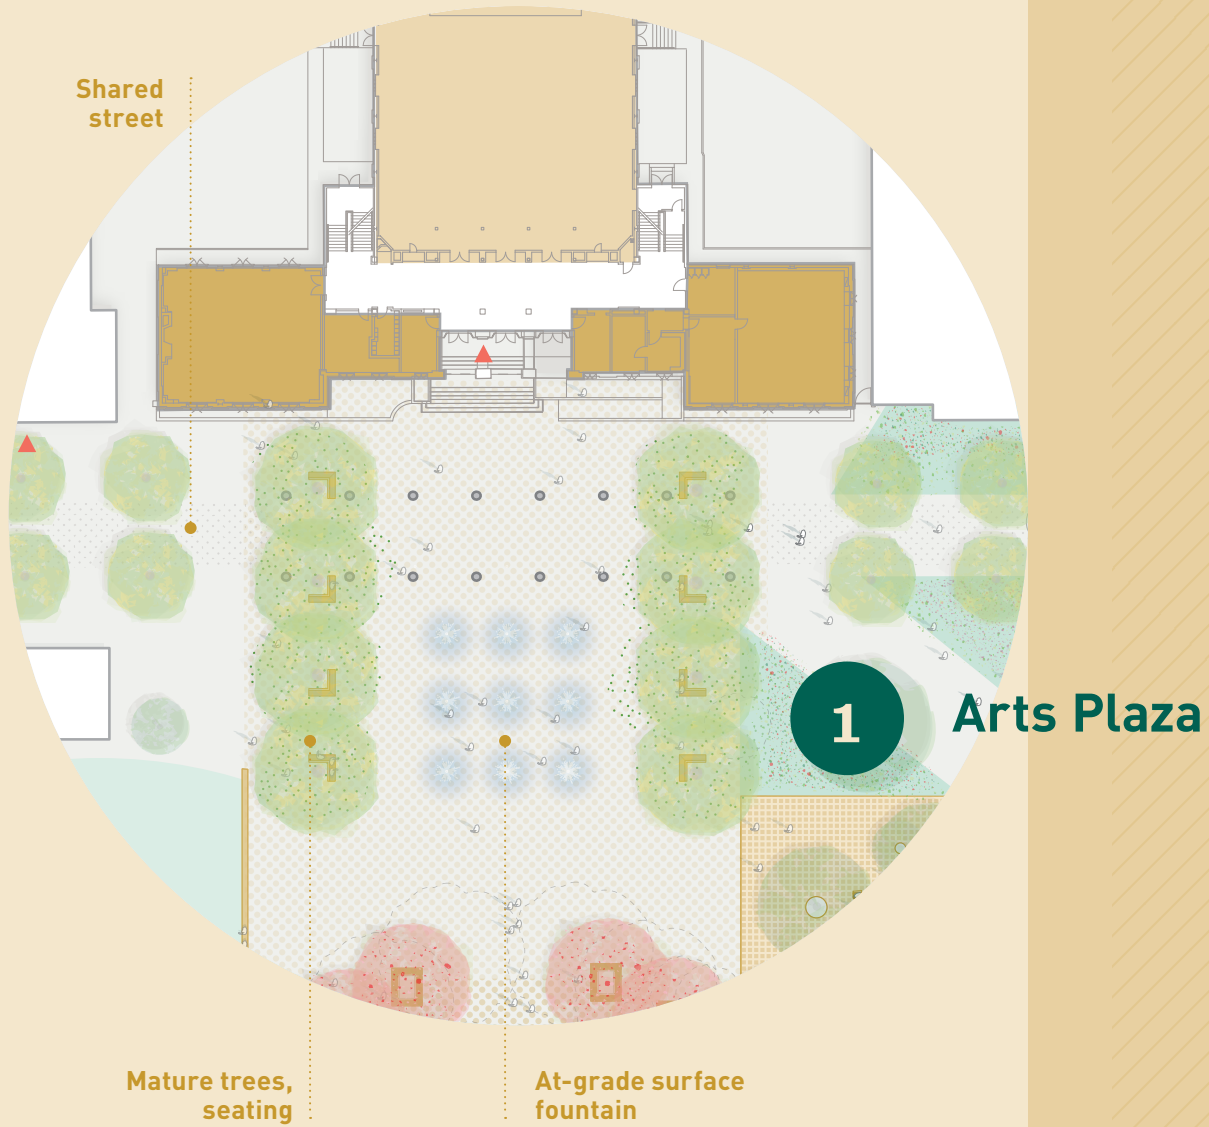 Shared
street
1
Arts Plaza
Mature trees,
seating
At-grade surface
fountain